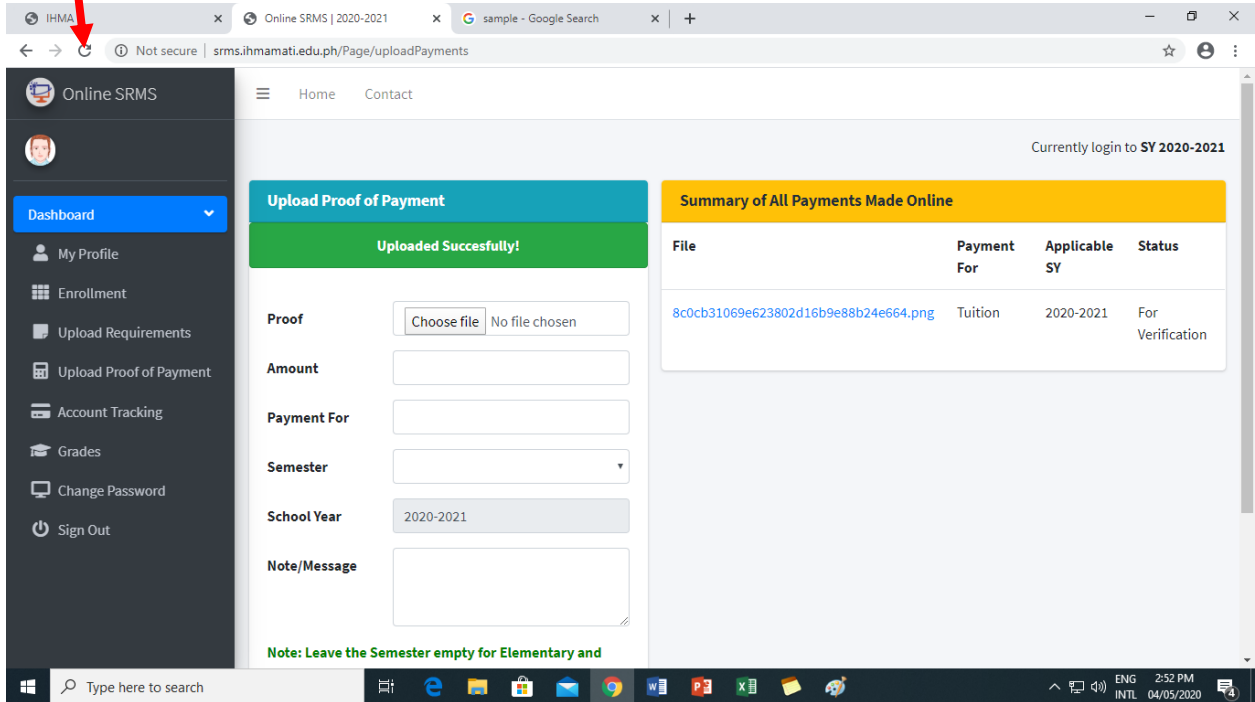 IHMA
Online SRMS | 2020-2021
sample - Google Search
Not secure | srms.ihmamati.edu.ph/Page/uploadPayments
Online SRMS
Home Contact
Currently login to SY 2020-2021
Dashboard
My Profile
Enrollment
Upload Requirements
Upload Proof of Payment
Account Tracking
Grades
Change Password
Sign Out
Upload Proof of Payment
Uploaded Succesfully!
Proof Choose file No file chosen
Amount
Payment For
Semester
School Year 2020-2021
Note/Message
Note: Leave the Semester empty for Elementary and
Summary of All Payments Made Online
File Payment For Applicable SY Status
8c0cb31069e623802d16b9e88b24e664.png Tuition 2020-2021 For Verification
Type here to search
ENG 2:52 PM
INTL 04/05/2020
4